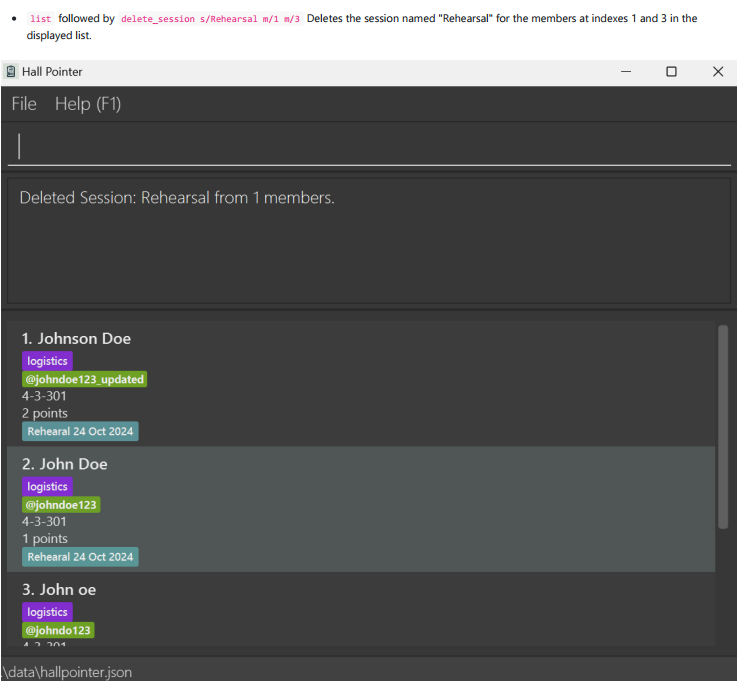 list followed by delete_session s/Rehearsal m/1 m/3 Deletes the session named "Rehearsal" for the members at indexes 1 and 3 in the
displayed list.
Hall Pointer
File Help (F1)
Deleted Session: Rehearsal from 1 members.
1. Johnson Doe
logistics
@johndoe123_updated
4-3-301
2 points
Rehearal 24 Oct 2024
2. John Doe
logistics
@johndoe123
4-3-301
1 points
Rehearal 24 Oct 2024
3. John oe
logistics
@johndo123
4-3-301
.\data\hallpointer.json